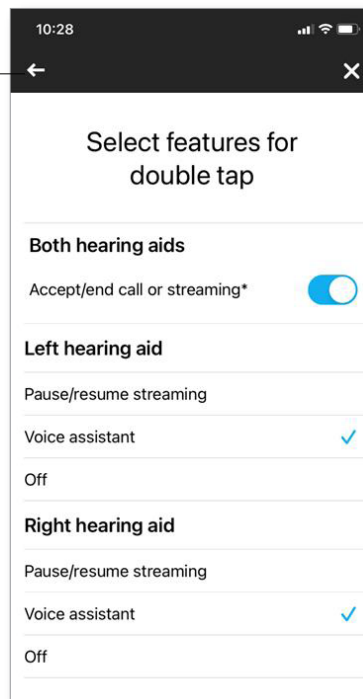 10:28
Select features for
double tap
Both hearing aids
Accept/end call or streaming*
Left hearing aid
Pause/resume streaming
Voice assistant
Off
Right hearing aid
Pause/resume streaming
Voice assistant
Off